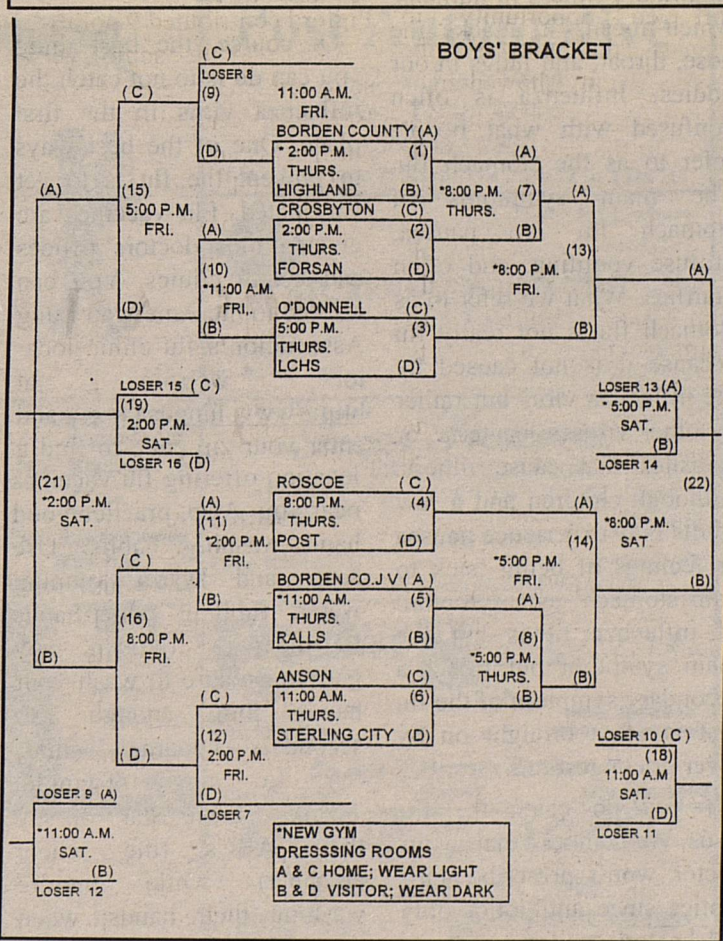 BOYS' BRACKET
( C )
LOSER 8
( C )
(9)
11:00 A.M.
FRI.
(D)
BORDEN COUNTY (A)
* 2:00 P.M.
(1)
THURS.
HIGHLAND
(B)
(A)
*8:00 P.M.
(7)
THURS.
(B)
(A)
(13)
*8:00 P.M.
FRI.
(B)
(A)
(A)
(15)
5:00 P.M.
FRI.
(D)
CROSBYTON
(C)
2:00 P.M.
(2)
THURS.
FORSAN
(D)
(A)
(10)
*11:00 A.M.
FRI,.
(B)
O'DONNELL
(C)
5:00 P.M.
(3)
THURS.
LCHS
(D)
LOSER 15
( C )
(19)
2:00 P.M.
SAT.
LOSER 16
(D)
LOSER 13 (A)
* 5:00 P.M.
SAT.
(B)
LOSER 14
(21)
*2:00 P.M.
SAT.
(22)
*8:00 P.M.
SAT
(B)
ROSCOE
( C )
8:00 P.M.
(4)
THURS.
POST
(D)
(A)
(11)
*2:00 P.M.
FRI.
(B)
(A)
(14)
*5:00 P.M.
FRI.
(B)
BORDEN CO.J V ( A )
*11:00 A.M.
(5)
THURS.
RALLS
(B)
(A)
(8)
*5:00 P.M.
THURS.
(B)
( C )
(16)
8:00 P.M.
FRI.
( D )
(B)
ANSON
(C)
11:00 A.M.
(6)
THURS.
STERLING CITY
(D)
( C )
(12)
2:00 P.M.
FRI.
(D)
LOSER 7
LOSER 10 ( C )
(18)
11:00 A.M
SAT.
(D)
LOSER 11
LOSER 9 (A)
*11:00 A.M.
SAT.
(B)
LOSER 12
*NEW GYM
DRESSSING ROOMS
A & C HOME; WEAR LIGHT
B & D VISITOR; WEAR DARK